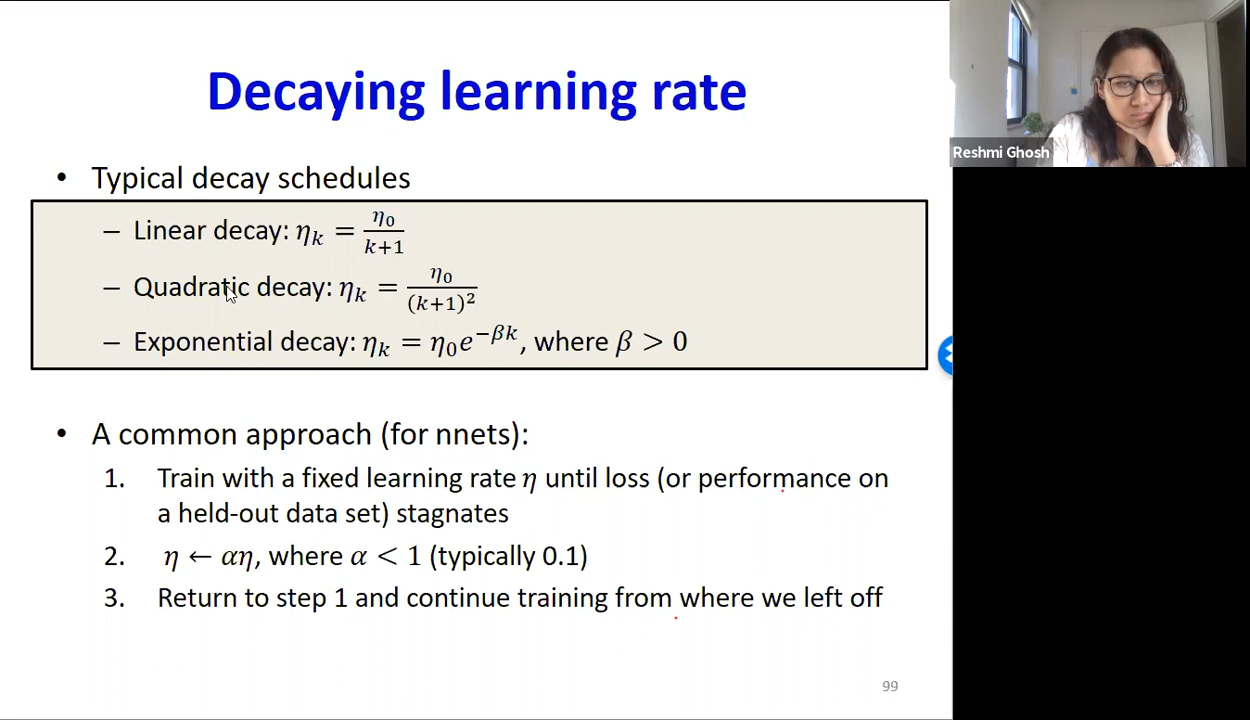 Decaying learning rate
Reshmi Ghosh
• Typical decay schedules
– Linear decay: ηₖ = η₀/(k+1)
– Quadratic decay: ηₖ = η₀/(k+1)²
– Exponential decay: ηₖ = η₀e^(−βk), where β > 0
• A common approach (for nnets):
1. Train with a fixed learning rate η until loss (or performance on
a held-out data set) stagnates
2. η ← αη, where α < 1 (typically 0.1)
3. Return to step 1 and continue training from where we left off
99